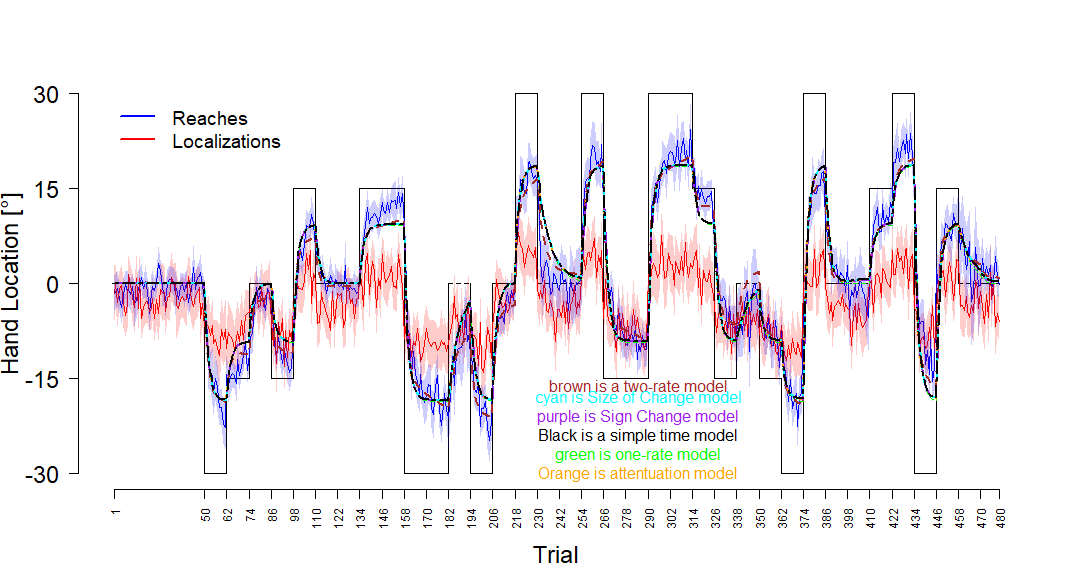 Hand Location [°]
30
15
0
-15
-30
Reaches
Localizations
brown is a two-rate model
cyan is Size of Change model
purple is Sign Change model
Black is a simple time model
green is one-rate model
Orange is attentuation model
1 50 62 74 86 98 110 122 134 146 158 170 182 194 206 218 230 242 254 266 278 290 302 314 326 338 350 362 374 386 398 410 422 434 446 458 470 480
Trial